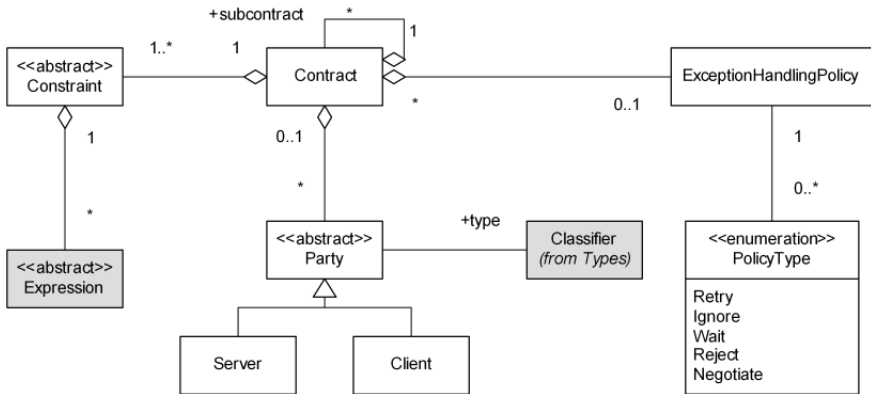 +subcontract
*
1
1..*
1
<<abstract>>
Constraint
Contract
ExceptionHandlingPolicy
*
0..1
1
0..1
1
*
*
0..*
<<abstract>>
Expression
<<abstract>>
Party
+type
Classifier
(from Types)
<<enumeration>>
PolicyType
Retry
Ignore
Wait
Reject
Negotiate
Server
Client